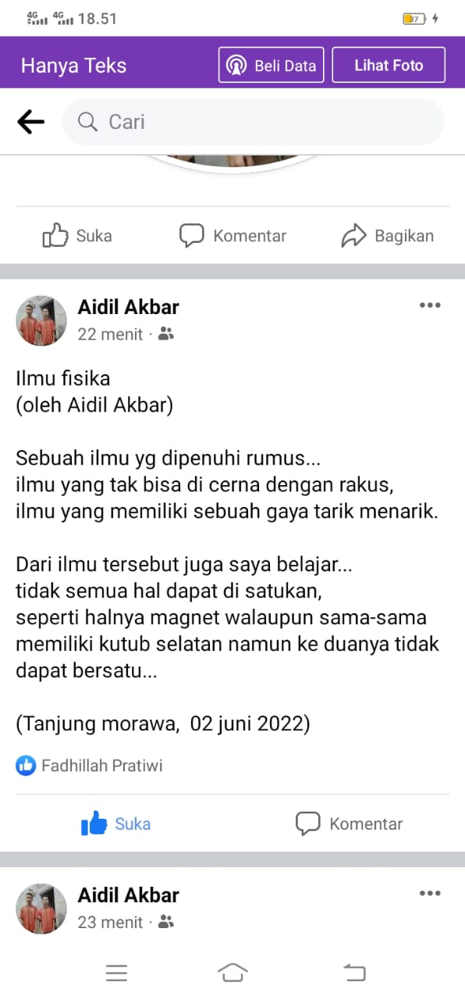 4G 4G 18.51 37
Hanya Teks Beli Data Lihat Foto
Cari
Suka Komentar Bagikan
Aidil Akbar
22 menit ·
Ilmu fisika
(oleh Aidil Akbar)
Sebuah ilmu yg dipenuhi rumus...
ilmu yang tak bisa di cerna dengan rakus,
ilmu yang memiliki sebuah gaya tarik menarik.
Dari ilmu tersebut juga saya belajar...
tidak semua hal dapat di satukan,
seperti halnya magnet walaupun sama-sama
memiliki kutub selatan namun ke duanya tidak
dapat bersatu...
(Tanjung morawa,  02 juni 2022)
Fadhillah Pratiwi
Suka Komentar
Aidil Akbar
23 menit ·